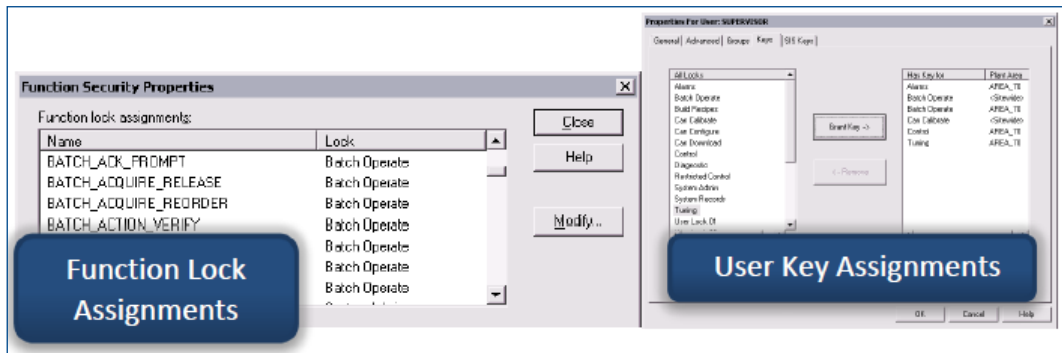 Function Security Properties
Function lock assignments:
Name Lock
BATCH_ACK_PROMPT Batch Operate
BATCH_ACQUIRE_RELEASE Batch Operate
BATCH_ACQUIRE_REORDER Batch Operate
BATCH_ACTION_VERIFY Batch Operate
Batch Operate
Batch Operate
Batch Operate
Close
Help
Modify...
Function Lock
Assignments
Properties For User: SUPERVISOR
General Advanced Groups Keys SIS Keys
All Locks
Alarms
Batch Operate
Build Recipes
Can Calibrate
Can Configure
Can Download
Control
Diagnostic
Restricted Control
System Admin
System Records
Tuning
User Lock 01
Grant Key ->
<- Remove
Has Key for Plant Area
Alarms
Batch Operate <Sitewide>
Batch Operate
Can Calibrate <Sitewide>
Control
Tuning
User Key Assignments
OK Cancel Help